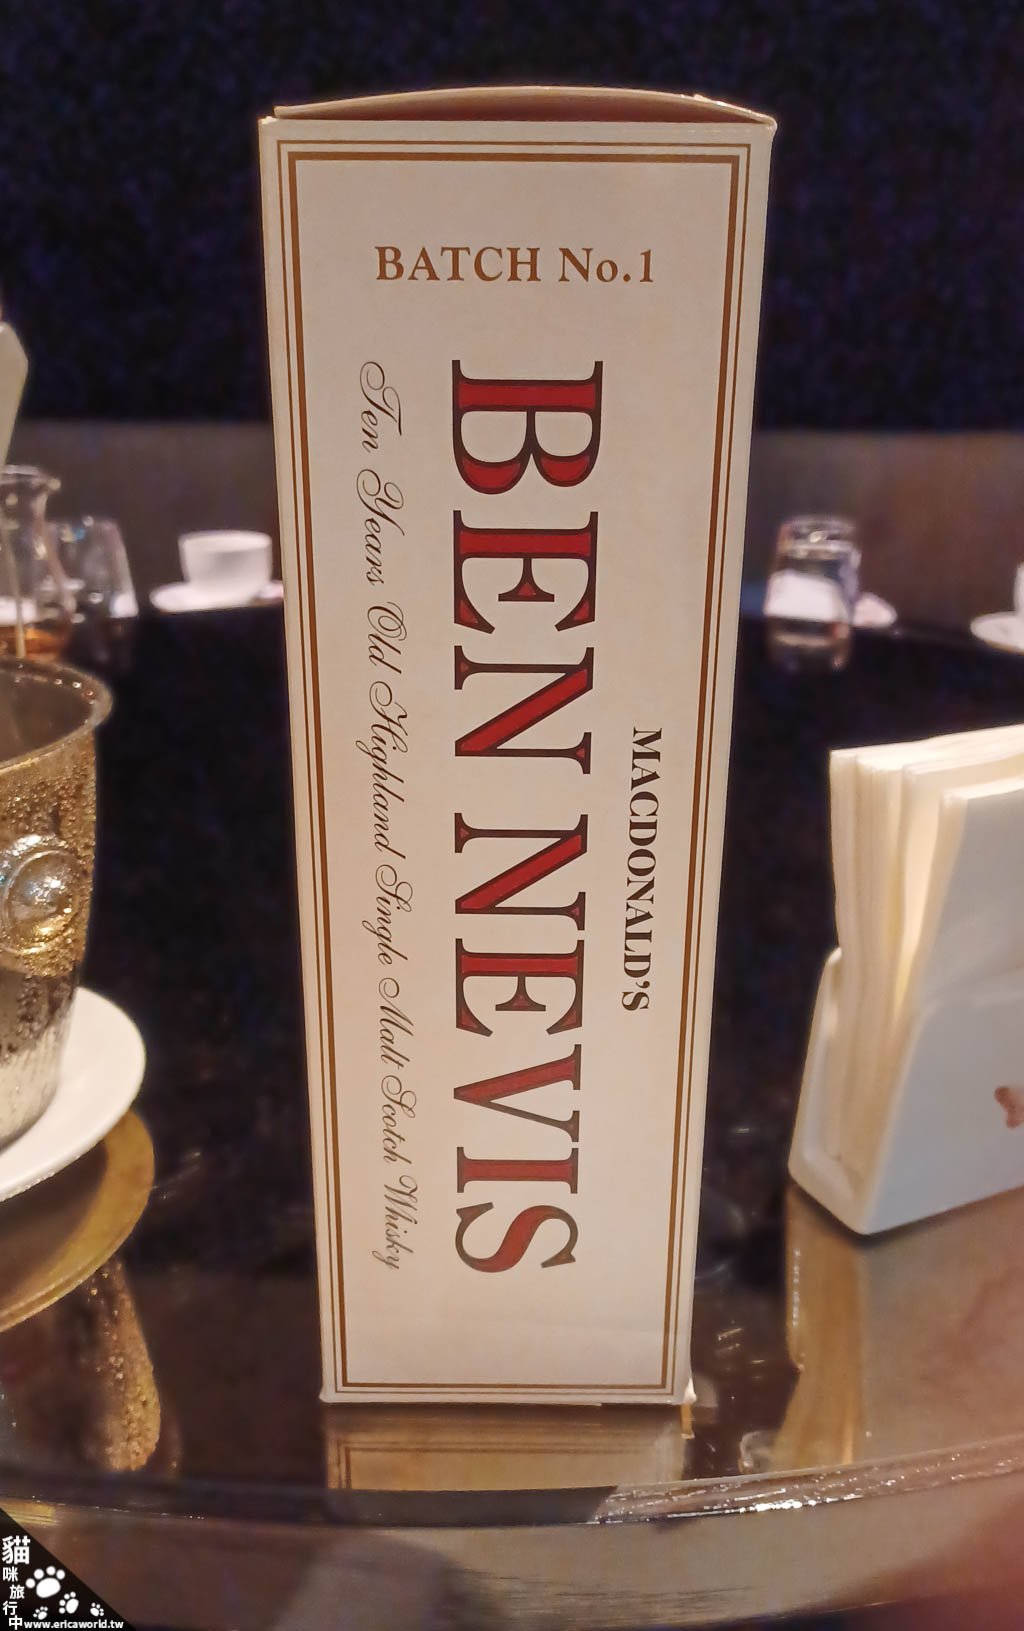 BATCH No.1
MACDONALD'S
BEN NEVIS
Ten Years Old Highland Single Malt Scotch Whisky
貓咪旅行中
www.ericaworld.tw